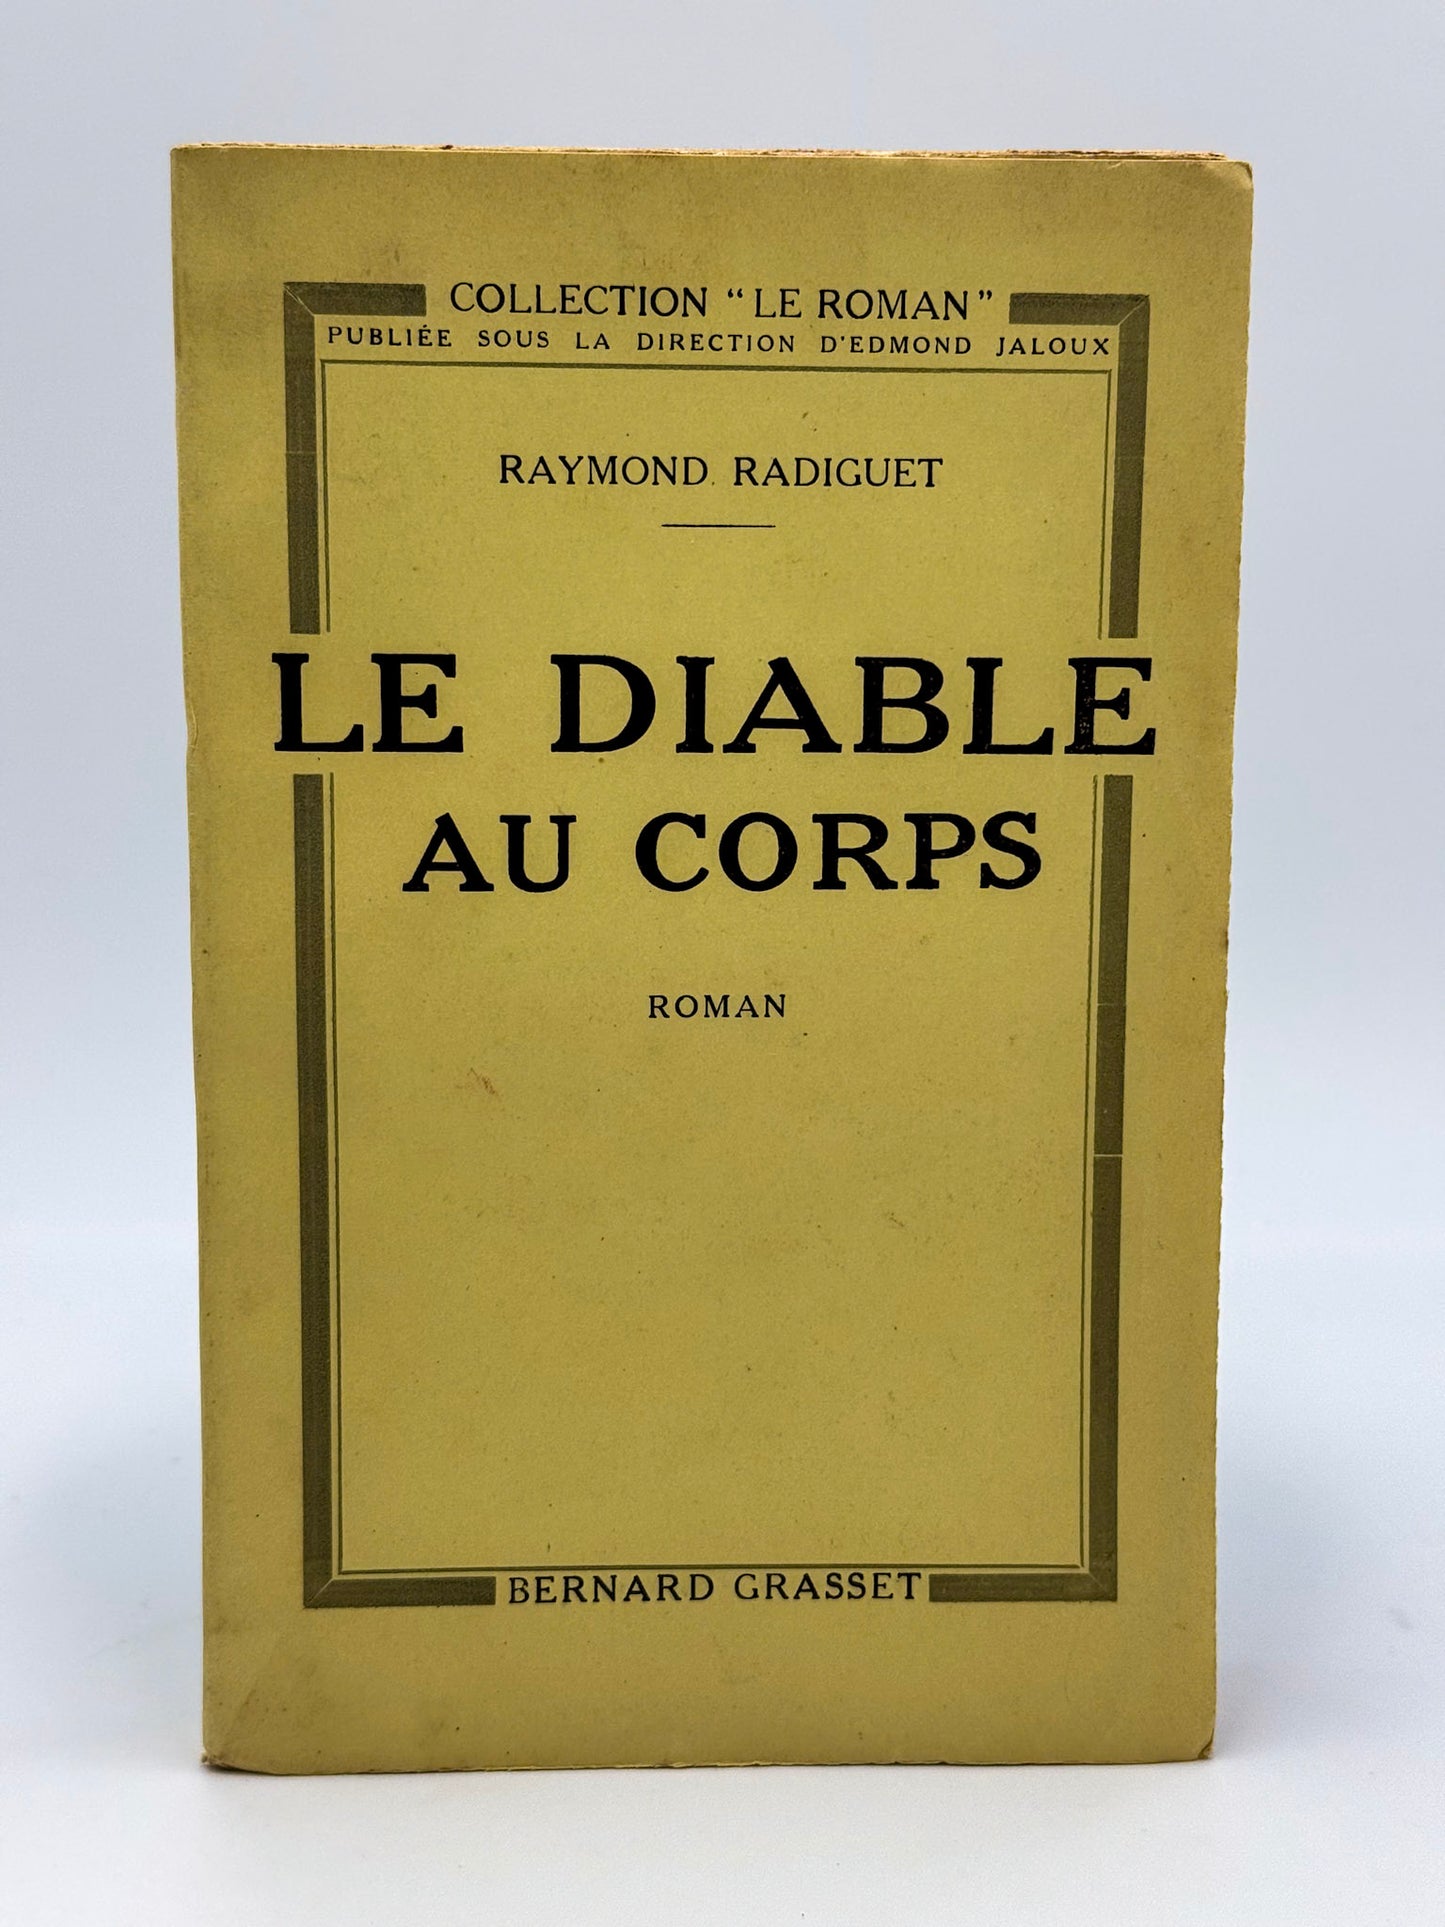 COLLECTION "LE ROMAN"
PUBLIÉE SOUS LA DIRECTION D'EDMOND JALOUX
RAYMOND RADIGUET
LE DIABLE
AU CORPS
ROMAN
BERNARD GRASSET